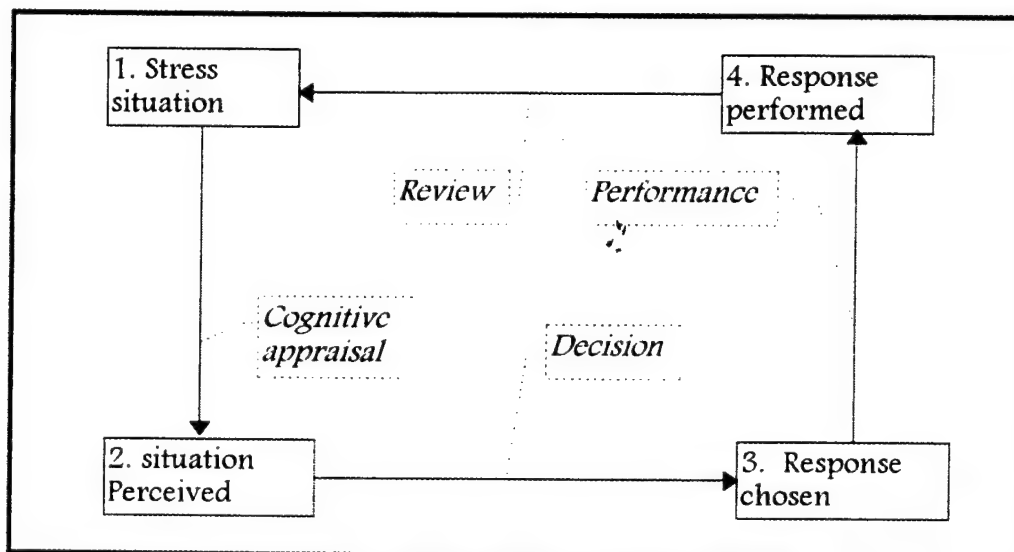 1. Stress
situation
4. Response
performed
Review
Performance
Cognitive
appraisal
Decision
2. situation
Perceived
3. Response
chosen